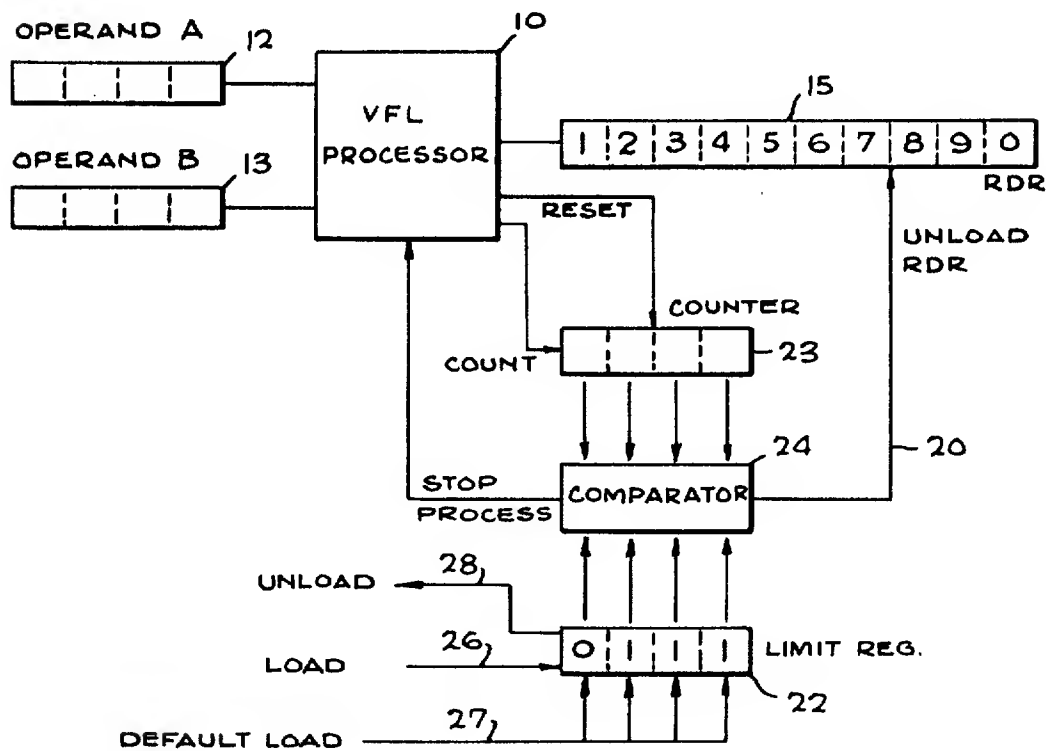 OPERAND A
12
10
VFL
PROCESSOR
15
1 2 3 4 5 6 7 8 9 0
RDR
OPERAND B
13
RESET
UNLOAD
RDR
COUNTER
COUNT
23
24
20
COMPARATOR
STOP
PROCESS
UNLOAD
28
0 1 1 1
LIMIT REG.
LOAD
26
22
DEFAULT LOAD
27